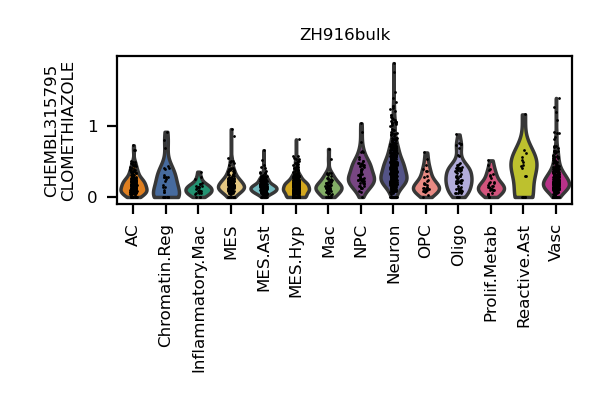 ZH916bulk
CHEMBL315795
CLOMETHIAZOLE
1
0
AC
Chromatin.Reg
Inflammatory.Mac
MES
MES.Ast
MES.Hyp
Mac
NPC
Neuron
OPC
Oligo
Prolif.Metab
Reactive.Ast
Vasc